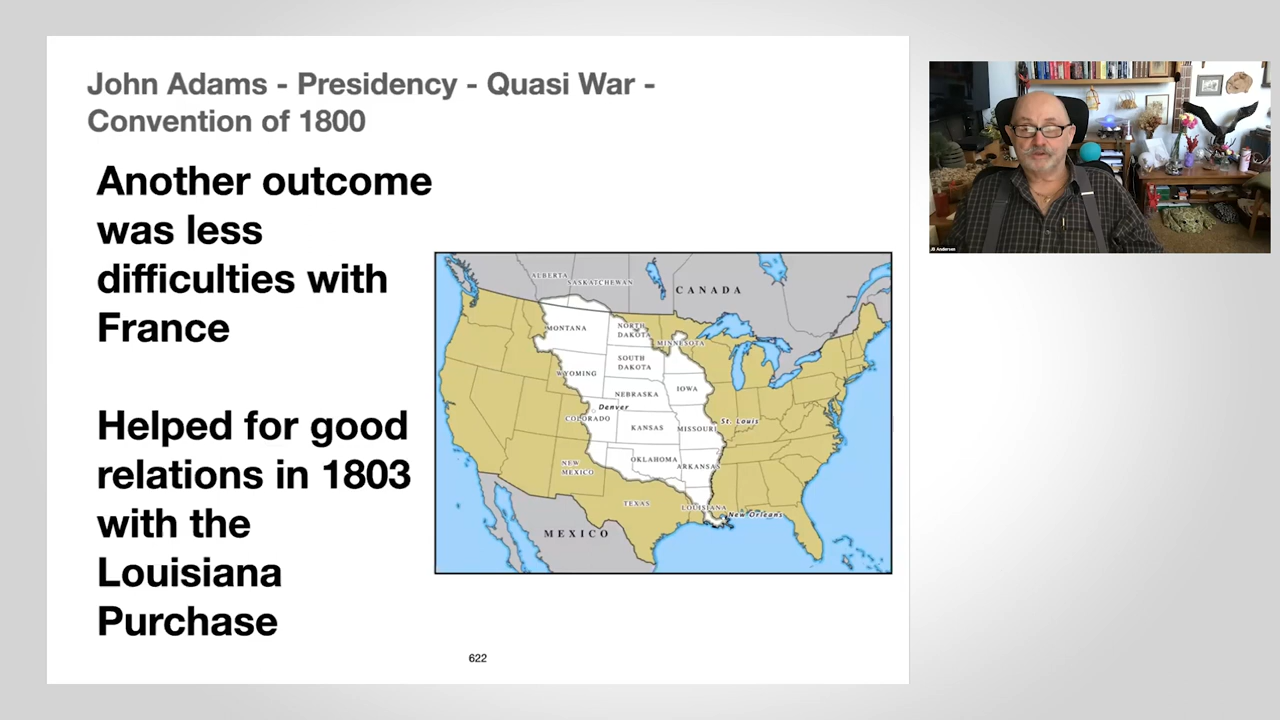 John Adams - Presidency - Quasi War -
Convention of 1800
Another outcome
was less
difficulties with
France
Helped for good
relations in 1803
with the
Louisiana
Purchase
ALBERTA
SASKATCHEWAN
CANADA
MONTANA
NORTH
DAKOTA
MINNESOTA
SOUTH
DAKOTA
WYOMING
IOWA
NEBRASKA
Denver
COLORADO
St. Louis
KANSAS
MISSOURI
OKLAHOMA
NEW
MEXICO
ARKANSAS
TEXAS
LOUISIANA
New Orleans
MEXICO
622
JB Andersen